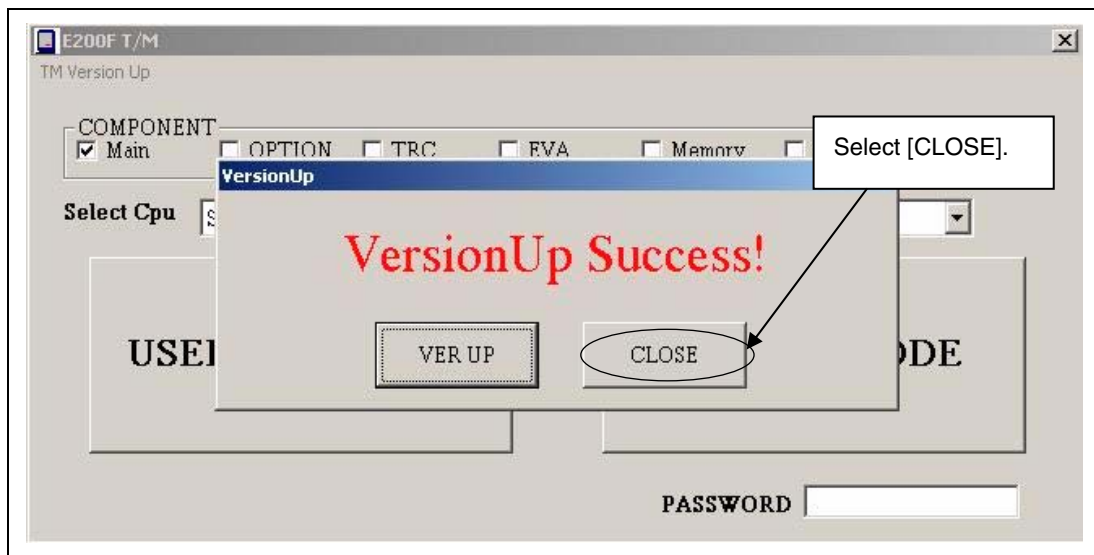 E200F T/M
TM Version Up
COMPONENT
Main OPTION TRC EVA Memory
Select [CLOSE].
VersionUp
Select Cpu
VersionUp Success!
VER UP CLOSE
PASSWORD